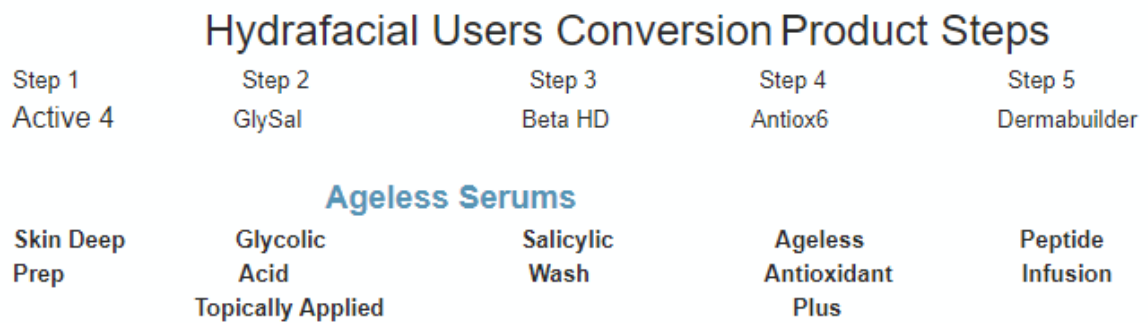 Hydrafacial Users Conversion Product Steps
Step 1 Step 2 Step 3 Step 4 Step 5
Active 4 GlySal Beta HD Antiox6 Dermabuilder
Ageless Serums
Skin Deep Glycolic Salicylic Ageless Peptide
Prep Acid Wash Antioxidant Infusion
Topically Applied Plus